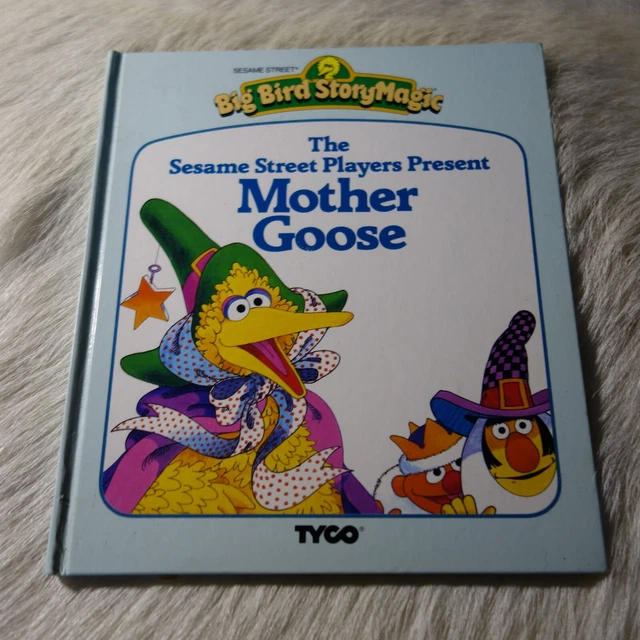 SESAME STREET
Big Bird StoryMagic
The
Sesame Street Players Present
Mother
Goose
TYCO®